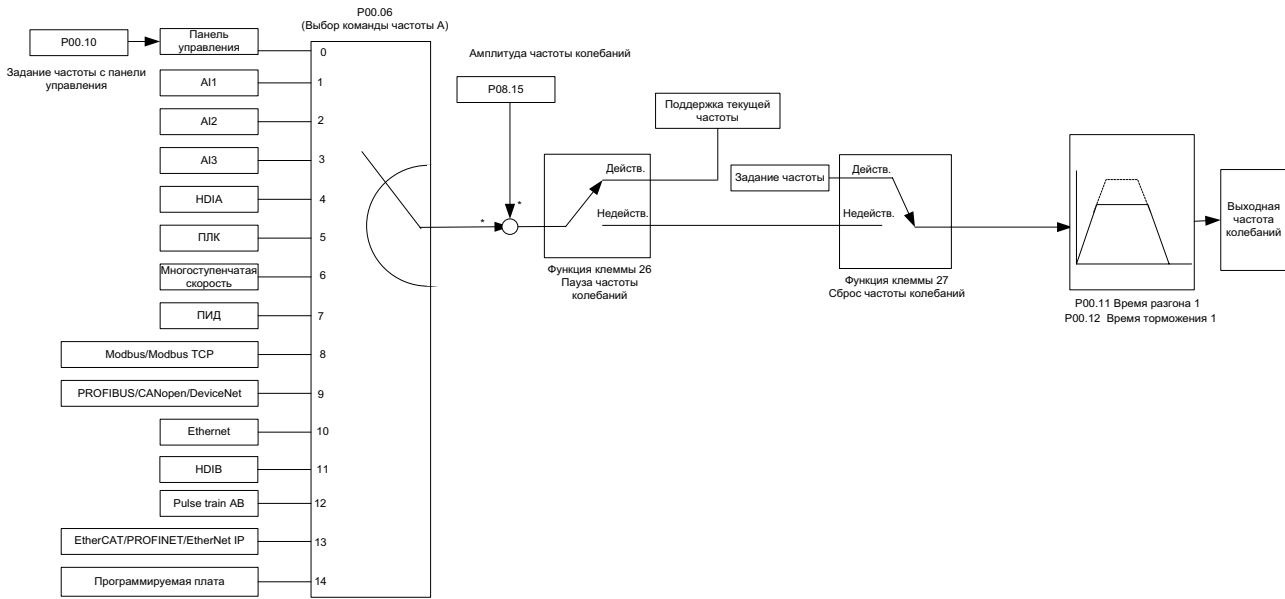 P00.06
(Выбор команды частоты А)
P00.10
Панель
управления
0
Задание частоты с панели
управления
AI1
1
AI2
2
AI3
3
HDIA
4
ПЛК
5
Многоступенчатая
скорость
6
ПИД
7
Modbus/Modbus TCP
8
PROFIBUS/CANopen/DeviceNet
9
Ethernet
10
HDIB
11
Pulse train AB
12
EtherCAT/PROFINET/EtherNet IP
13
Программируемая плата
14
Амплитуда частоты колебаний
P08.15
*
*
Поддержка текущей
частоты
Действ.
Недейств.
Функция клеммы 26
Пауза частоты
колебаний
Задание частоты
Действ.
Недейств.
Функция клеммы 27
Сброс частоты колебаний
P00.11 Время разгона 1
P00.12 Время торможения 1
Выходная
частота
колебаний